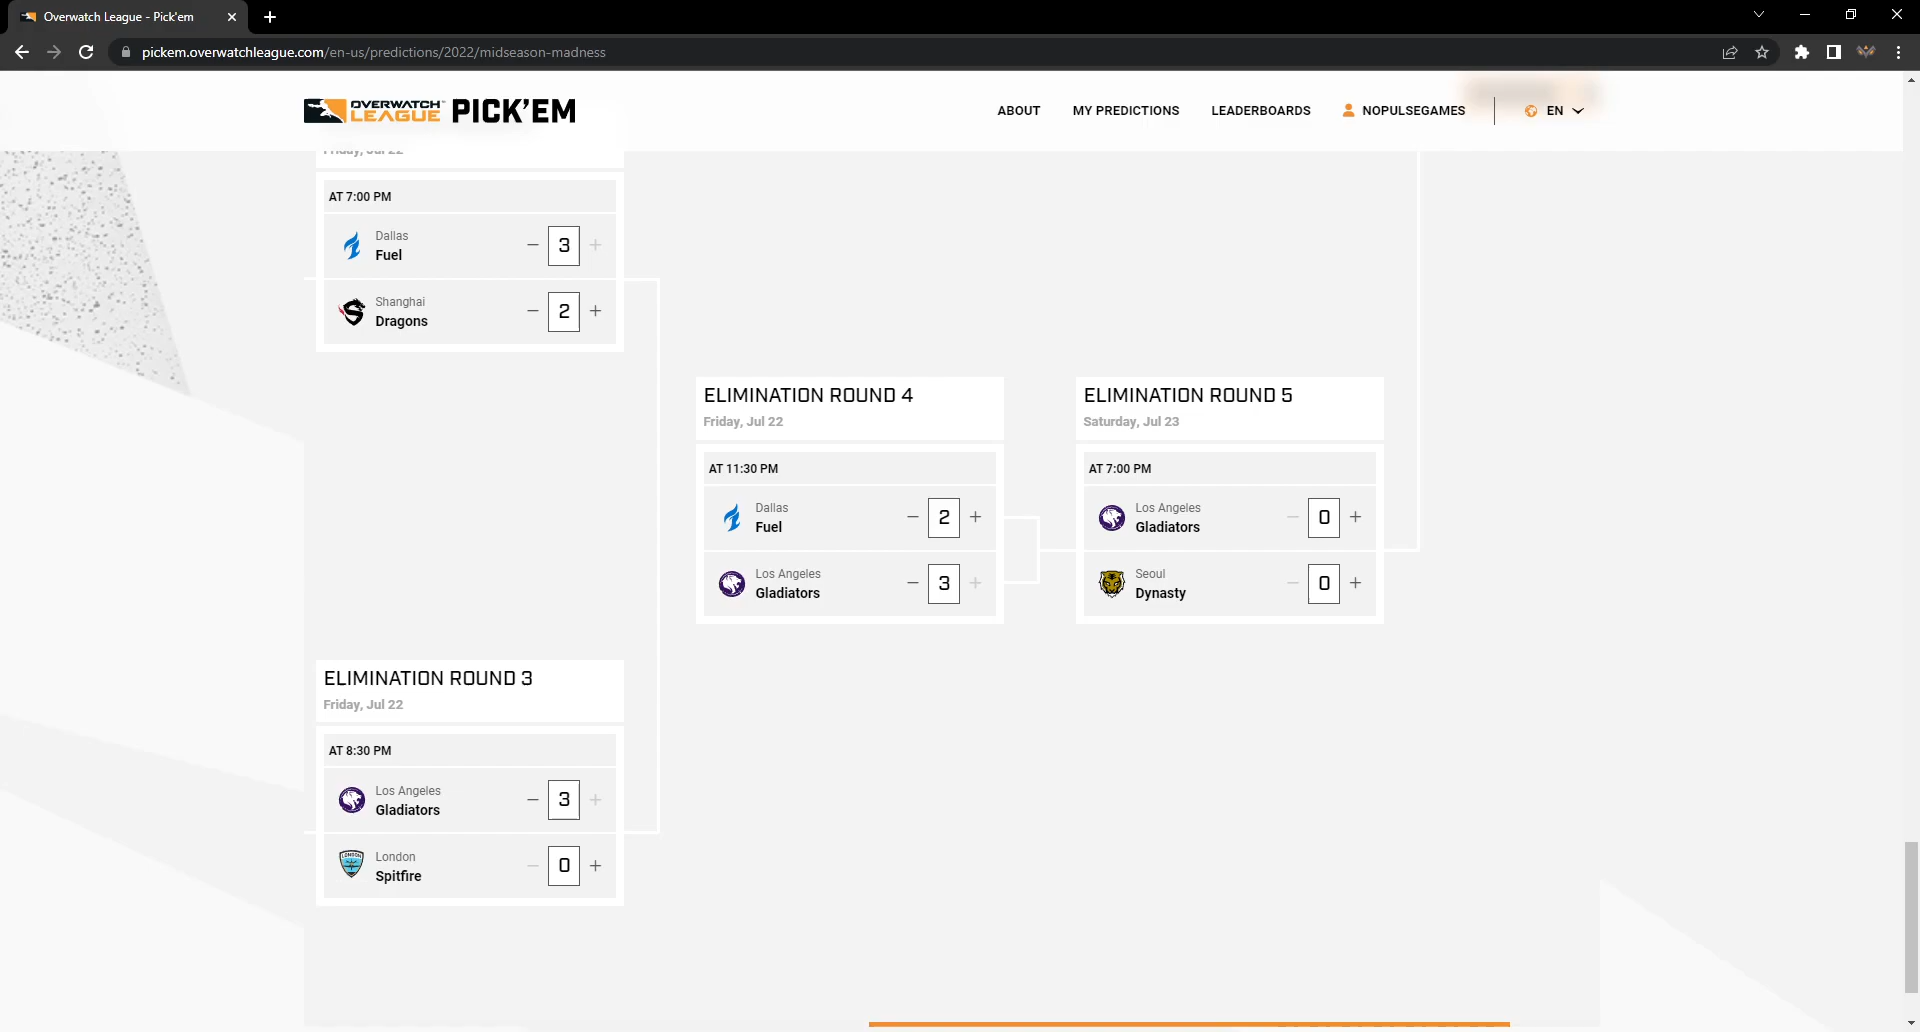 Overwatch League - Pick'em
pickem.overwatchleague.com/en-us/predictions/2022/midseason-madness
OVERWATCH LEAGUE PICK'EM
ABOUT
MY PREDICTIONS
LEADERBOARDS
NOPULSEGAMES
EN
Friday, Jul 22
AT 7:00 PM
Dallas
Fuel
3
Shanghai
Dragons
2
ELIMINATION ROUND 4
Friday, Jul 22
AT 11:30 PM
Dallas
Fuel
2
Los Angeles
Gladiators
3
ELIMINATION ROUND 5
Saturday, Jul 23
AT 7:00 PM
Los Angeles
Gladiators
0
Seoul
Dynasty
0
ELIMINATION ROUND 3
Friday, Jul 22
AT 8:30 PM
Los Angeles
Gladiators
3
LONDON
London
Spitfire
0